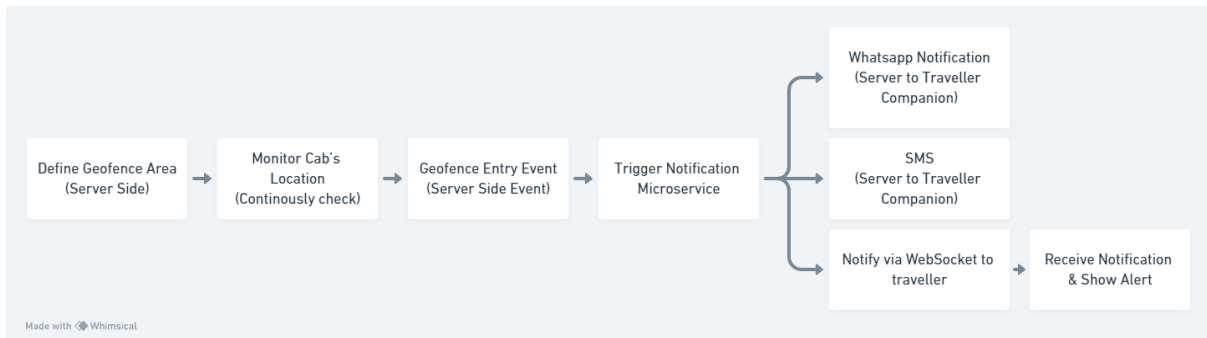 Define Geofence Area
(Server Side)
Monitor Cab's
Location
(Continously check)
Geofence Entry Event
(Server Side Event)
Trigger Notification
Microservice
Whatsapp Notification
(Server to Traveller
Companion)
SMS
(Server to Traveller
Companion)
Notify via WebSocket to
traveller
Receive Notification
& Show Alert
Made with Whimsical